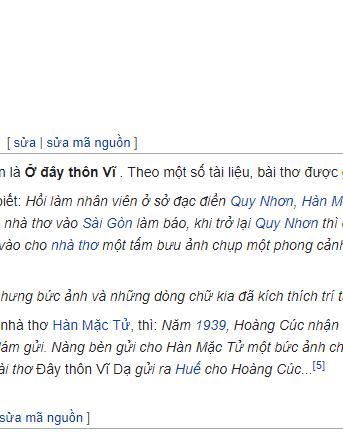 [ sửa | sửa mã nguồn ]
là Ở đây thôn Vĩ . Theo một số tài liệu, bài thơ được
biết: Hồi làm nhân viên ở sở đạc điền Quy Nhơn, Hàn M
nhà thơ vào Sài Gòn làm báo, khi trở lại Quy Nhơn thì
vào cho nhà thơ một tấm bưu ảnh chụp một phong cảnh
hưng bức ảnh và những dòng chữ kia đã kích thích trí t
nhà thơ Hàn Mặc Tử, thì: Năm 1939, Hoàng Cúc nhân
gửi. Nàng bèn gửi cho Hàn Mặc Tử một bức ảnh ch
thơ Đây thôn Vĩ Dạ gửi ra Huế cho Hoàng Cúc...[5]
sửa mã nguồn ]